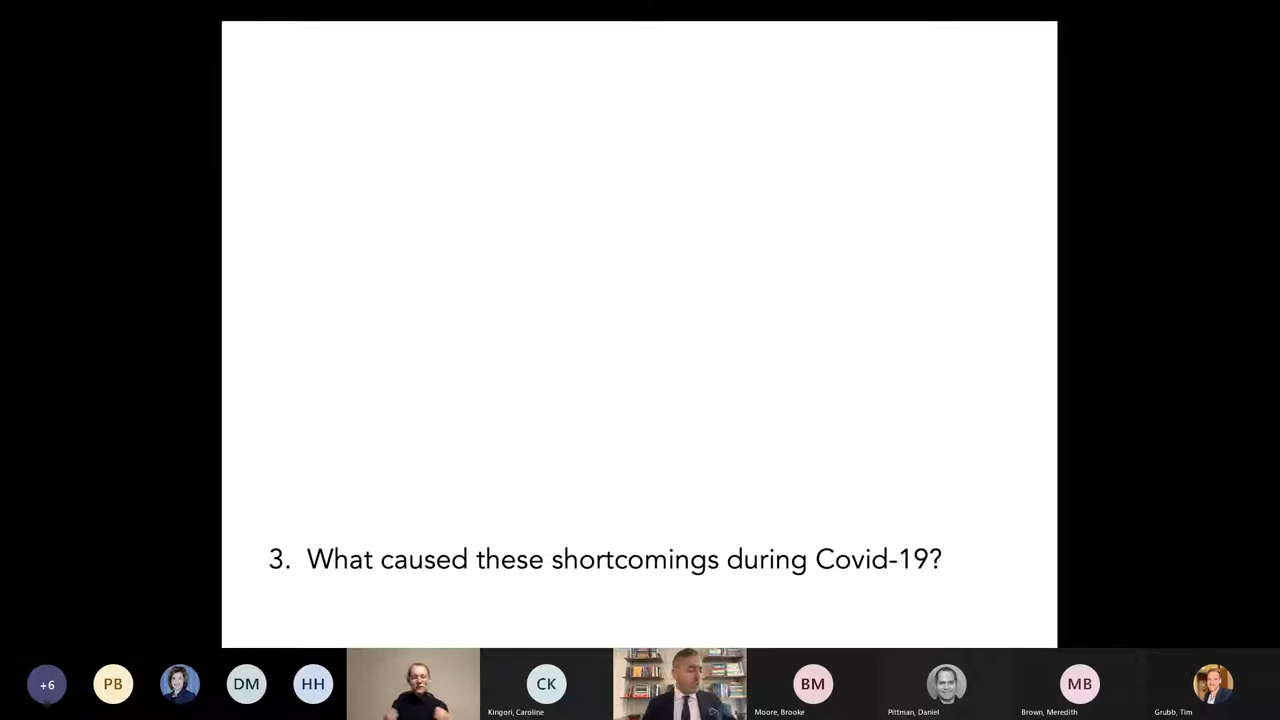 3. What caused these shortcomings during Covid-19?
+6
PB
DM
HH
CK
BM
MB
Kingori, Caroline
Moore, Brooke
Pittman, Daniel
Brown, Meredith
Grubb, Tim